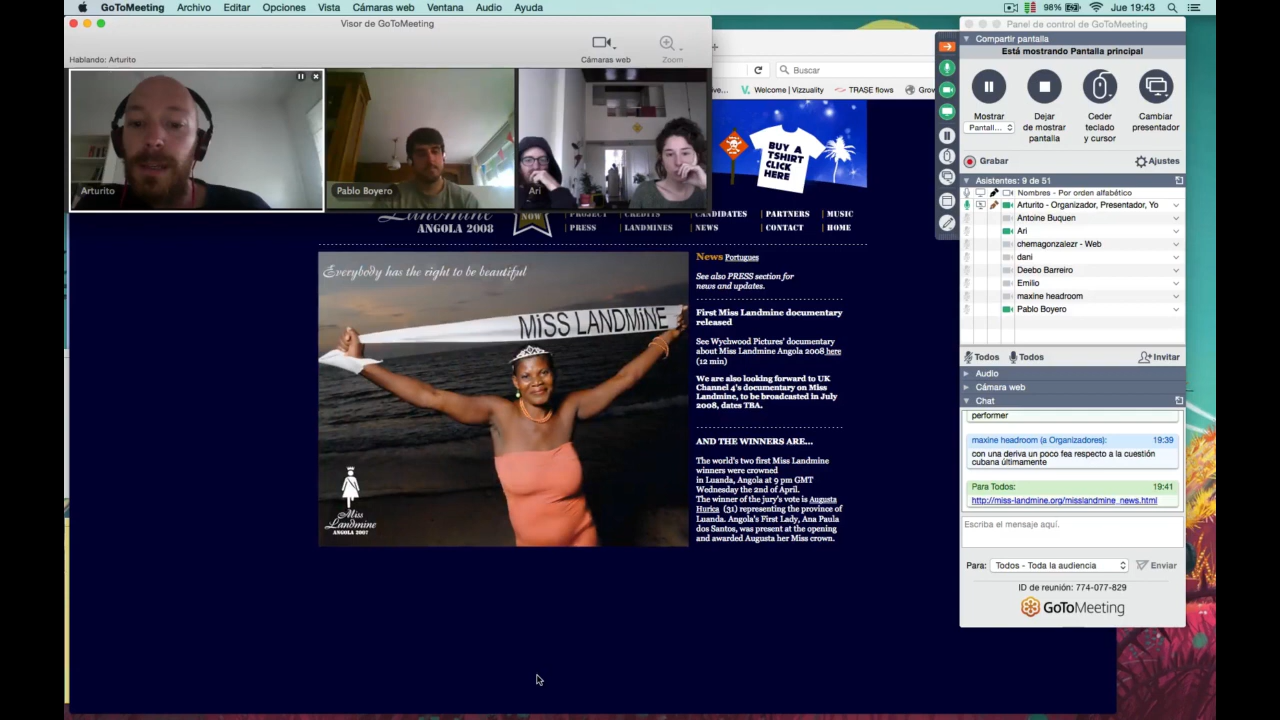 GoToMeeting Archivo Editar Opciones Vista Cámaras web Ventana Audio Ayuda 98% Jue 19:43
Visor de GoToMeeting
Hablando: Arturito
Cámaras web
Zoom
Arturito
Pablo Boyero
Ari
Buscar
Welcome | Vizzuality
TRASE flows
BUY A
TSHIRT
CLICK
HERE
Landmine
ANGOLA 2008
NOW
PROJECT | CREDITS | CANDIDATES | PARTNERS | MUSIC
| PRESS | LANDMINES | NEWS | CONTACT | HOME
Everybody has the right to be beautiful
MISS LANDMINE
Miss
Landmine
ANGOLA 2007
News Portugues
See also PRESS section for
news and updates.
First Miss Landmine documentary
released
See Wychwood Pictures' documentary
about Miss Landmine Angola 2008 here
(12 min)
We are also looking forward to UK
Channel 4's documentary on Miss
Landmine, to be broadcasted in July
2008, dates TBA.
AND THE WINNERS ARE...
The world's two first Miss Landmine
winners were crowned
in Luanda, Angola at 9 pm GMT
Wednesday the 2nd of April.
The winner of the jury's vote is Augusta
Hurica (31) representing the province of
Luanda. Angola's First Lady, Ana Paula
dos Santos, was present at the opening
and awarded Augusta her Miss crown.
Panel de control de GoToMeeting
Compartir pantalla
Está mostrando Pantalla principal
Mostrar
Pantall...
Dejar
de mostrar
pantalla
Ceder
teclado
y cursor
Cambiar
presentador
Grabar
Ajustes
Asistentes: 9 de 51
Nombres - Por orden alfabético
Arturito - Organizador, Presentador, Yo
Antoine Buquen
Ari
chemagonzalezr - Web
dani
Deebo Barreiro
Emilio
maxine headroom
Pablo Boyero
Todos Todos Invitar
Audio
Cámara web
Chat
performer
maxine headroom (a Organizadores): 19:39
con una deriva un poco fea respecto a la cuestión
cubana últimamente
Para Todos: 19:41
http://miss-landmine.org/misslandmine_news.html
Escriba el mensaje aquí.
Para: Todos - Toda la audiencia Enviar
ID de reunión: 774-077-829
GoToMeeting